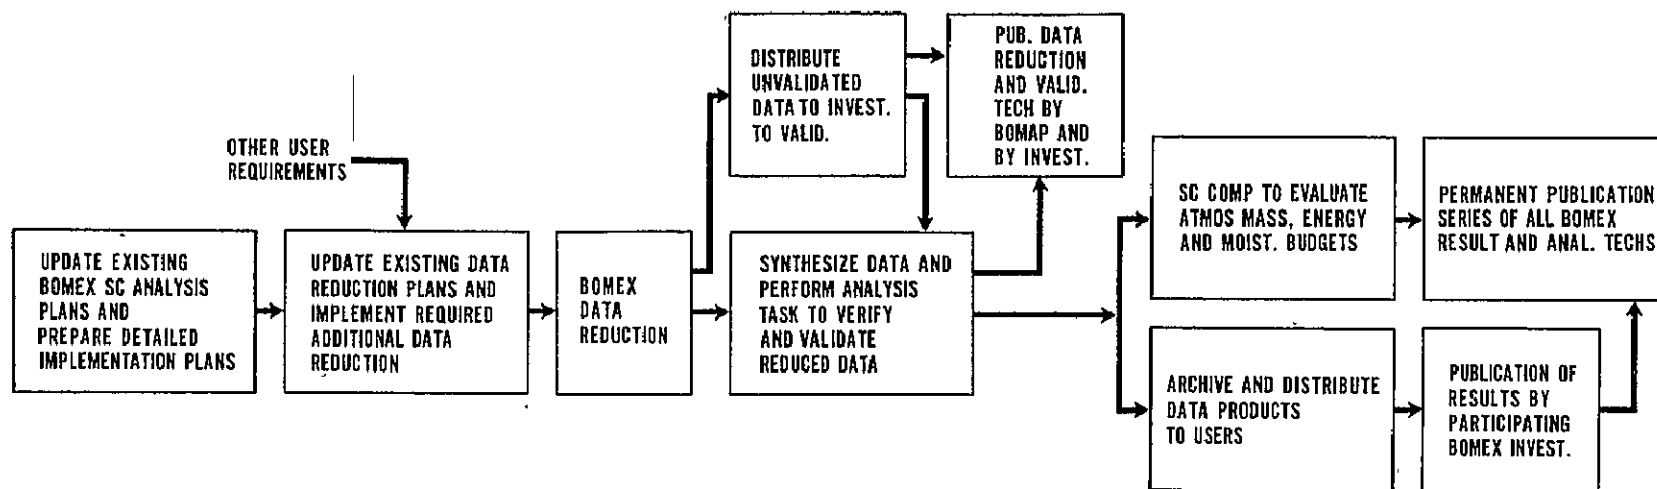 OTHER USER
REQUIREMENTS
UPDATE EXISTING
BOMEX SC ANALYSIS
PLANS AND
PREPARE DETAILED
IMPLEMENTATION PLANS
UPDATE EXISTING DATA
REDUCTION PLANS AND
IMPLEMENT REQUIRED
ADDITIONAL DATA
REDUCTION
BOMEX
DATA
REDUCTION
DISTRIBUTE
UNVALIDATED
DATA TO INVEST.
TO VALID.
PUB. DATA
REDUCTION
AND VALID.
TECH BY
BOMAP AND
BY INVEST.
SYNTHESIZE DATA AND
PERFORM ANALYSIS
TASK TO VERIFY
AND VALIDATE
REDUCED DATA
SC COMP TO EVALUATE
ATMOS MASS, ENERGY
AND MOIST. BUDGETS
PERMANENT PUBLICATION
SERIES OF ALL BOMEX
RESULT AND ANAL. TECHS
ARCHIVE AND DISTRIBUTE
DATA PRODUCTS
TO USERS
PUBLICATION OF
RESULTS BY
PARTICIPATING
BOMEX INVEST.